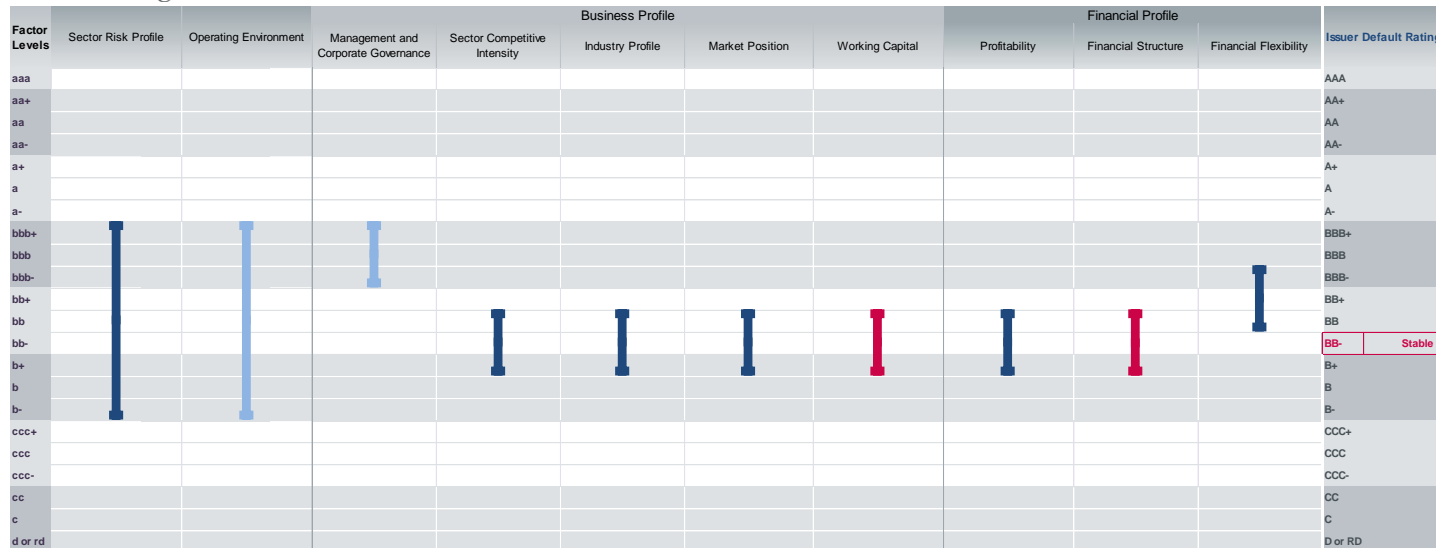 Business Profile
Financial Profile
Factor Levels
Sector Risk Profile
Operating Environment
Management and Corporate Governance
Sector Competitive Intensity
Industry Profile
Market Position
Working Capital
Profitability
Financial Structure
Financial Flexibility
Issuer Default Rating
aaa AAA
aa+ AA+
aa AA
aa- AA-
a+ A+
a A
a- A-
bbb+ BBB+
bbb BBB
bbb- BBB-
bb+ BB+
bb BB
bb- BB- Stable
b+ B+
b B
b- B-
ccc+ CCC+
ccc CCC
ccc- CCC-
cc CC
c C
d or rd D or RD